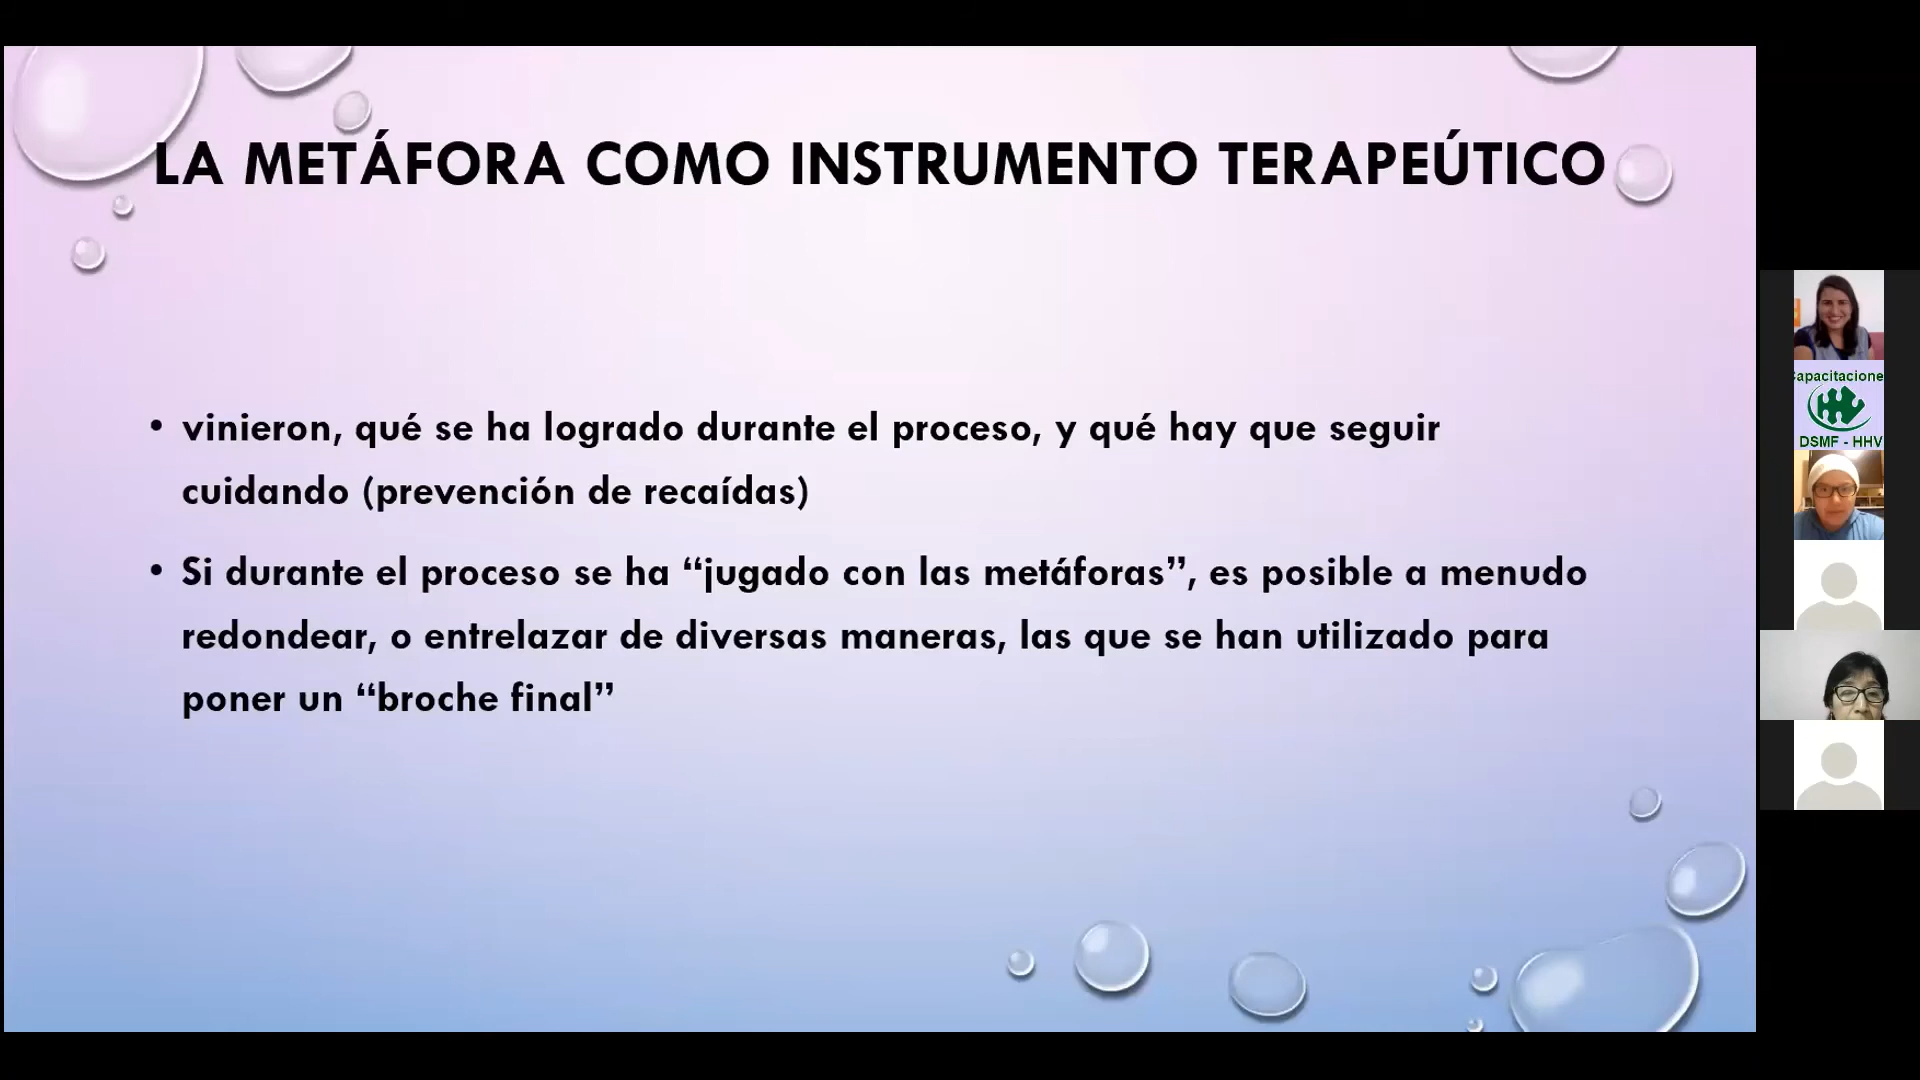 LA METÁFORA COMO INSTRUMENTO TERAPEÚTICO
• vinieron, qué se ha logrado durante el proceso, y qué hay que seguir
cuidando (prevención de recaídas)
• Si durante el proceso se ha “jugado con las metáforas”, es posible a menudo
redondear, o entrelazar de diversas maneras, las que se han utilizado para
poner un “broche final”
apacitacione
DSMF - HHV